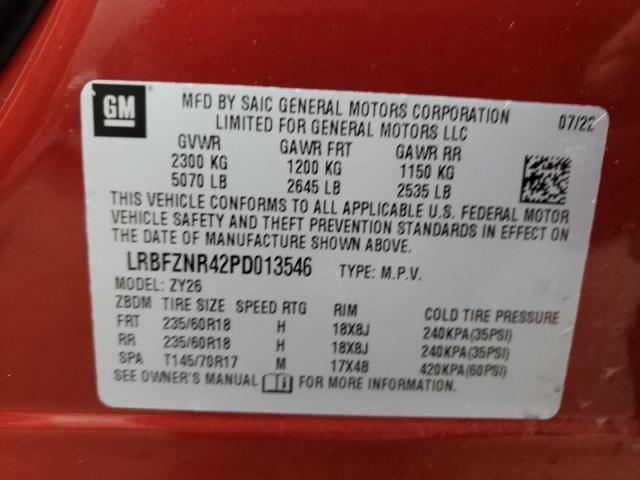 GM
MFD BY SAIC GENERAL MOTORS CORPORATION 07/22
LIMITED FOR GENERAL MOTORS LLC
GVWR GAWR FRT GAWR RR
2300 KG 1200 KG 1150 KG
5070 LB 2645 LB 2535 LB
THIS VEHICLE CONFORMS TO ALL APPLICABLE U.S. FEDERAL MOTOR
VEHICLE SAFETY AND THEFT PREVENTION STANDARDS IN EFFECT ON
THE DATE OF MANUFACTURE SHOWN ABOVE.
LRBFZNR42PD013546 TYPE: M.P.V.
MODEL: ZY26
ZBDM TIRE SIZE SPEED RTG RIM COLD TIRE PRESSURE
FRT 235/60R18 H 18X8J 240KPA(35PSI)
RR 235/60R18 H 18X8J 240KPA(35PSI)
SPA T145/70R17 M 17X4B 420KPA(60PSI)
SEE OWNER'S MANUAL FOR MORE INFORMATION.